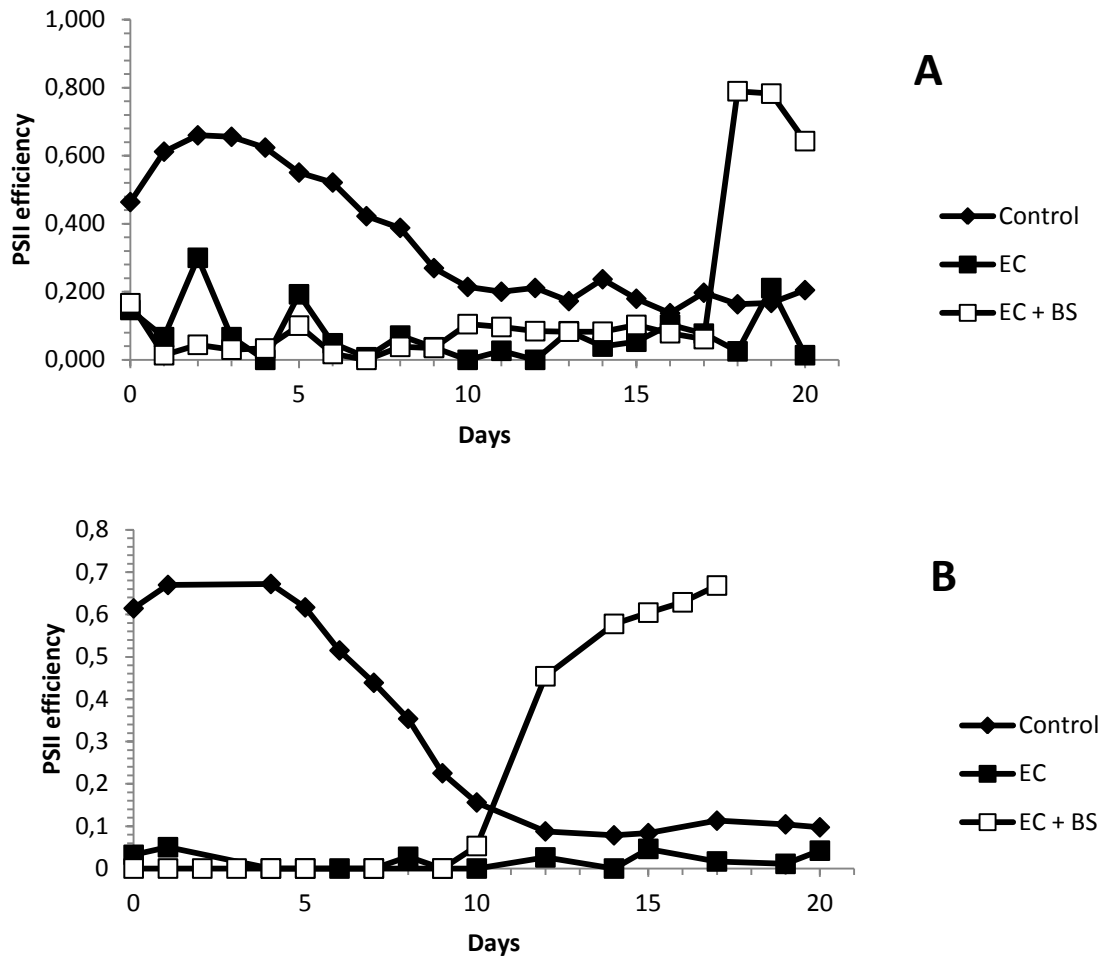 1,000
0,800
0,600
0,400
0,200
0,000
PSII efficiency
0 5 10 15 20
Days
A
Control
EC
EC + BS
0,8
0,7
0,6
0,5
0,4
0,3
0,2
0,1
0
PSII efficiency
0 5 10 15 20
Days
B
Control
EC
EC + BS